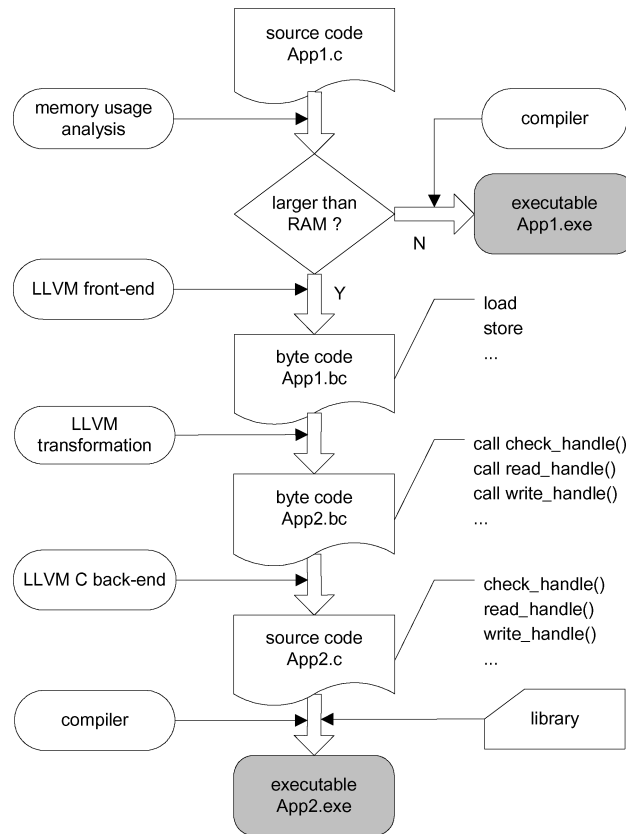 source code
App1.c
memory usage
analysis
compiler
larger than
RAM ?
N
executable
App1.exe
LLVM front-end
Y
load
store
...
byte code
App1.bc
LLVM
transformation
call check_handle()
call read_handle()
call write_handle()
...
byte code
App2.bc
LLVM C back-end
check_handle()
read_handle()
write_handle()
...
source code
App2.c
compiler
library
executable
App2.exe